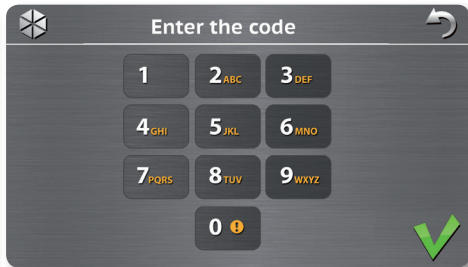 Enter the code
1 2ABC 3DEF
4GHI 5JKL 6MNO
7PQRS 8TUV 9WXYZ
0 !